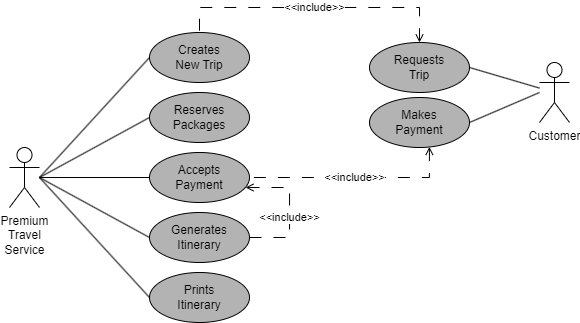 <<include>>
Creates
New Trip
Requests
Trip
Reserves
Packages
Makes
Payment
Customer
Accepts
Payment
<<include>>
Premium
Travel
Service
<<include>>
Generates
Itinerary
Prints
Itinerary